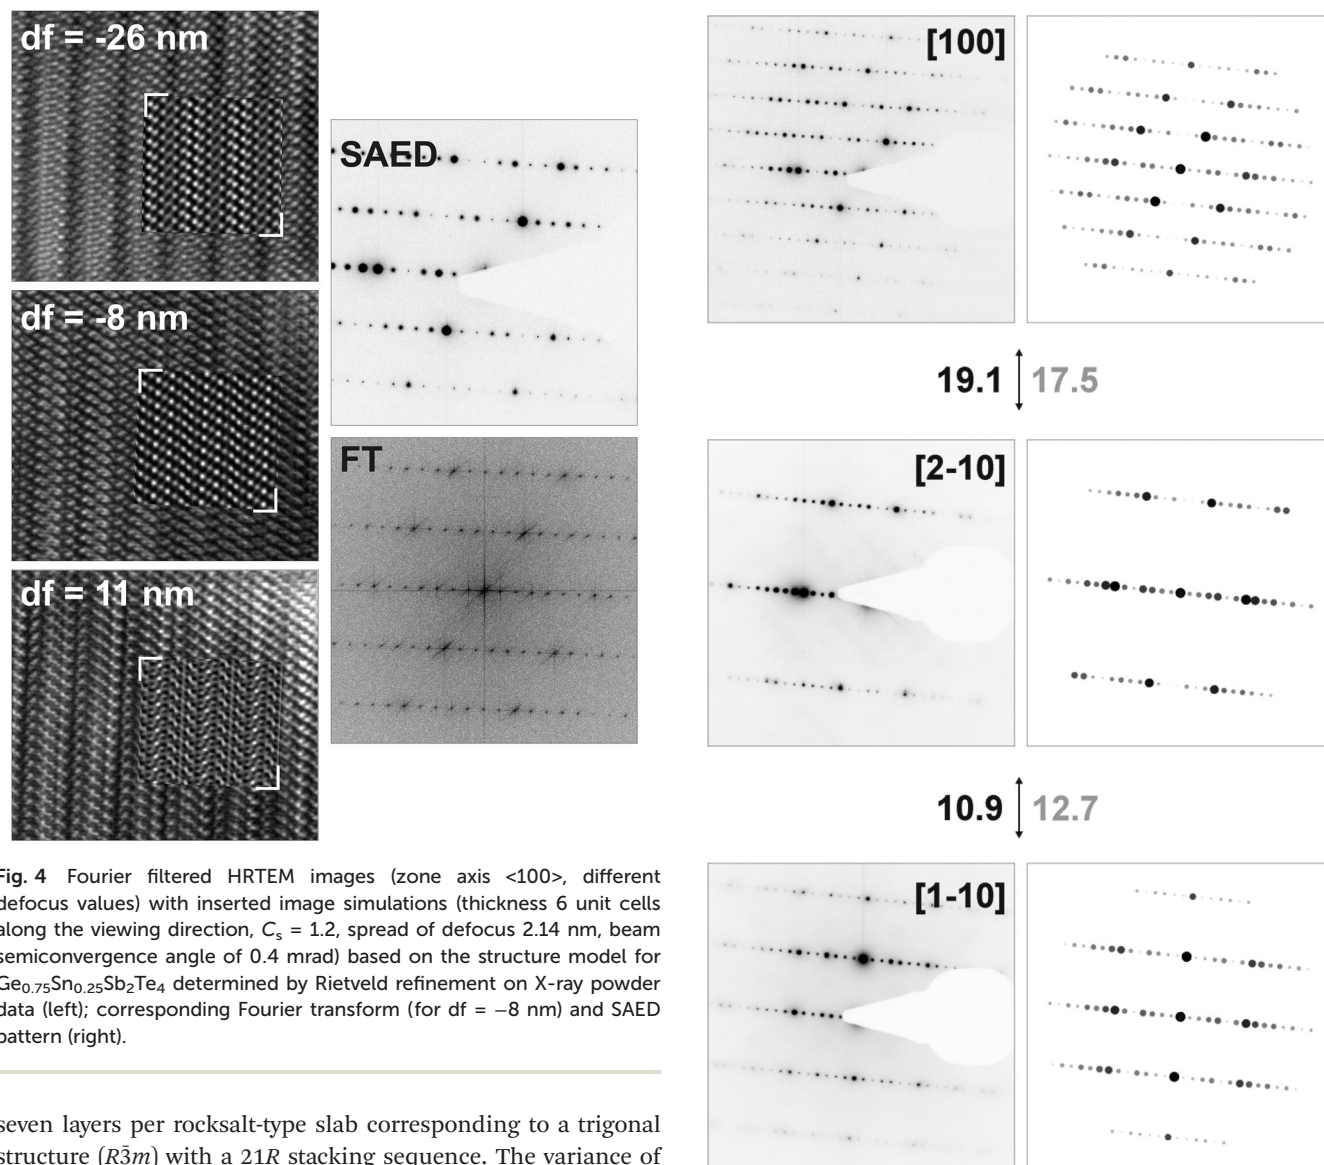 df = -26 nm
df = -8 nm
df = 11 nm
SAED
FT
Fig. 4 Fourier filtered HRTEM images (zone axis <100>, different
defocus values) with inserted image simulations (thickness 6 unit cells
along the viewing direction, Cs = 1.2, spread of defocus 2.14 nm, beam
semiconvergence angle of 0.4 mrad) based on the structure model for
Ge0.75Sn0.25Sb2Te4 determined by Rietveld refinement on X-ray powder
data (left); corresponding Fourier transform (for df = −8 nm) and SAED
pattern (right).
seven layers per rocksalt-type slab corresponding to a trigonal
structure (R3̄m) with a 21R stacking sequence. The variance of
[100]
19.1 17.5
[2-10]
10.9 12.7
[1-10]